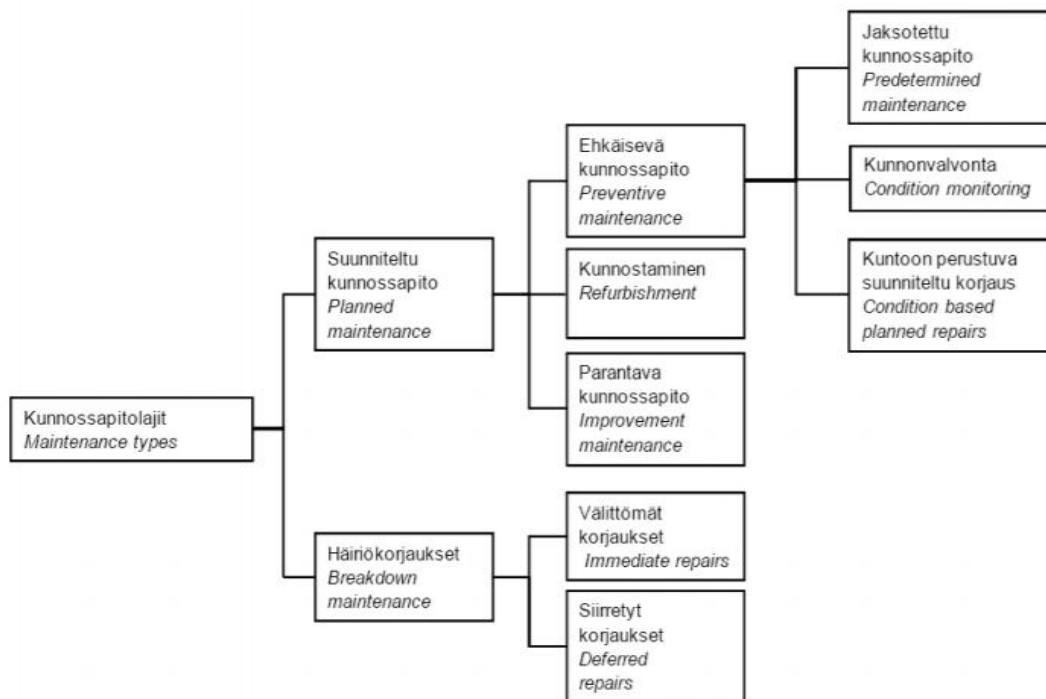 Kunnossapitolajit
Maintenance types
Suunniteltu
kunnossapito
Planned
maintenance
Ehkäisevä
kunnossapito
Preventive
maintenance
Jaksotettu
kunnossapito
Predetermined
maintenance
Kunnonvalvonta
Condition monitoring
Kuntoon perustuva
suunniteltu korjaus
Condition based
planned repairs
Kunnostaminen
Refurbishment
Parantava
kunnossapito
Improvement
maintenance
Häiriökorjaukset
Breakdown
maintenance
Välittömät
korjaukset
Immediate repairs
Siirretyt
korjaukset
Deferred
repairs